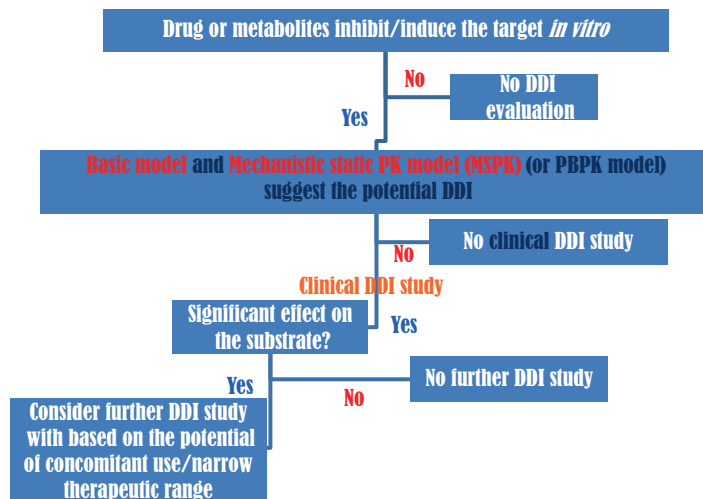 Drug or metabolites inhibit/induce the target in vitro
No
No DDI
evaluation
Yes
Basic model and Mechanistic static PK model (MSPK) (or PBPK model)
suggest the potential DDI
No clinical DDI study
No
Clinical DDI study
Significant effect on
the substrate?
Yes
No further DDI study
Yes
No
Consider further DDI study
with based on the potential
of concomitant use/narrow
therapeutic range